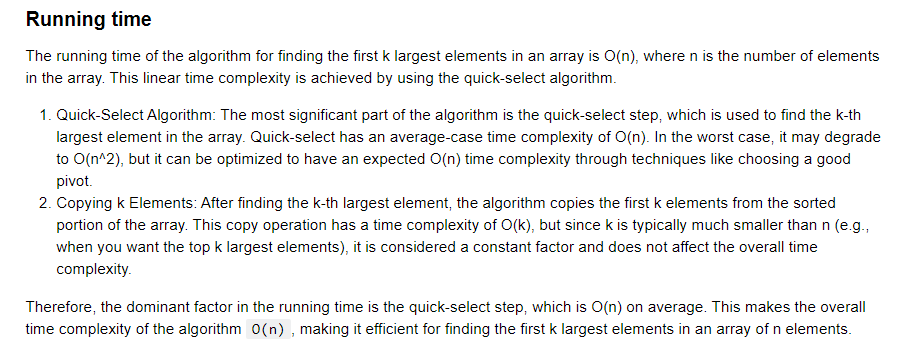 Running time
The running time of the algorithm for finding the first k largest elements in an array is O(n), where n is the number of elements
in the array. This linear time complexity is achieved by using the quick-select algorithm.
1. Quick-Select Algorithm: The most significant part of the algorithm is the quick-select step, which is used to find the k-th
largest element in the array. Quick-select has an average-case time complexity of O(n). In the worst case, it may degrade
to O(n^2), but it can be optimized to have an expected O(n) time complexity through techniques like choosing a good
pivot.
2. Copying k Elements: After finding the k-th largest element, the algorithm copies the first k elements from the sorted
portion of the array. This copy operation has a time complexity of O(k), but since k is typically much smaller than n (e.g.,
when you want the top k largest elements), it is considered a constant factor and does not affect the overall time
complexity.
Therefore, the dominant factor in the running time is the quick-select step, which is O(n) on average. This makes the overall
time complexity of the algorithm O(n) , making it efficient for finding the first k largest elements in an array of n elements.